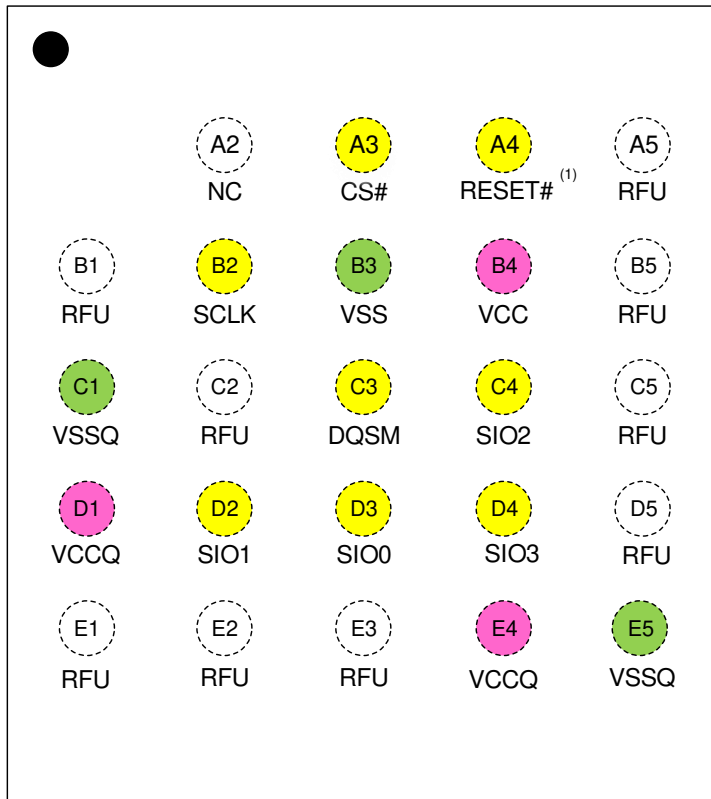 A2 A3 A4 A5
NC CS# RESET# (1) RFU
B1 B2 B3 B4 B5
RFU SCLK VSS VCC RFU
C1 C2 C3 C4 C5
VSSQ RFU DQSM SIO2 RFU
D1 D2 D3 D4 D5
VCCQ SIO1 SIO0 SIO3 RFU
E1 E2 E3 E4 E5
RFU RFU RFU VCCQ VSSQ